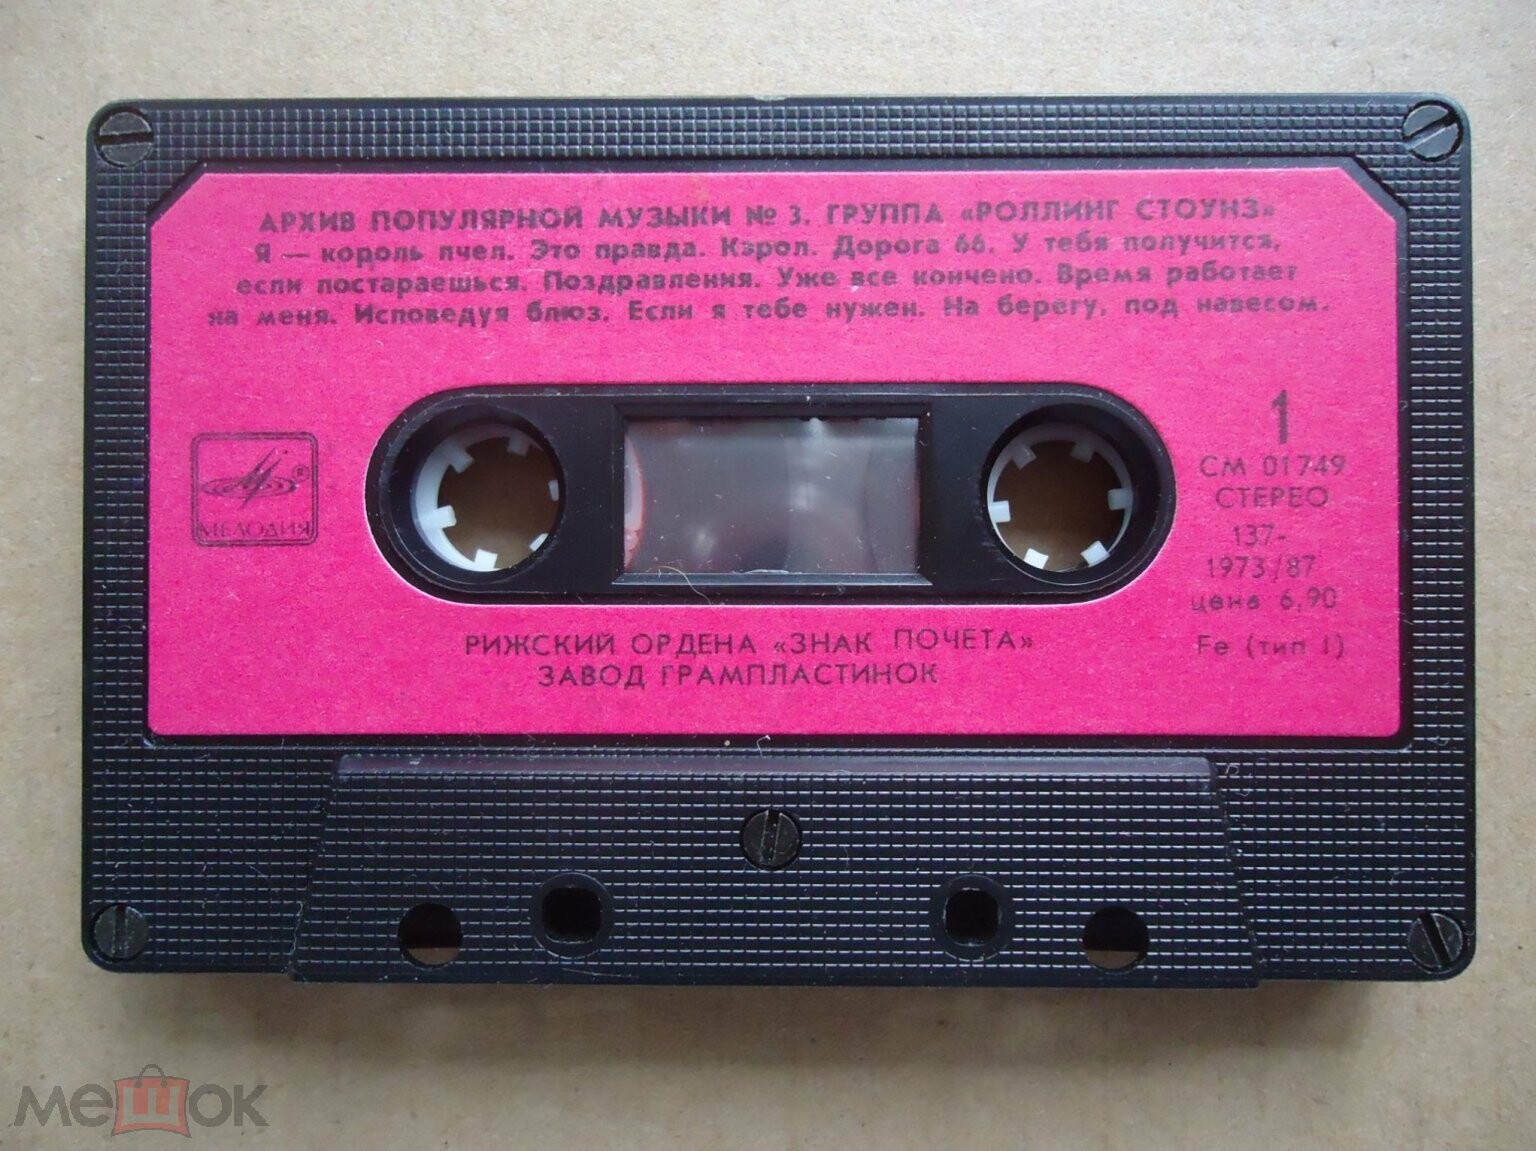 АРХИВ ПОПУЛЯРНОЙ МУЗЫКИ № 3. ГРУППА «РОЛЛИНГ СТОУНЗ»
Я — король пчел. Это правда. Кэрол. Дорога 66. У тебя получится,
если постараешься. Поздравления. Уже все кончено. Время работает
на меня. Исповедуя блюз. Если я тебе нужен. На берегу, под навесом.
МЕЛОДИЯ ®
1
СМ 01749
СТЕРЕО
137-
1973/87
цена 6,90
Fe (тип I)
РИЖСКИЙ ОРДЕНА «ЗНАК ПОЧЕТА»
ЗАВОД ГРАМПЛАСТИНОК
мешок